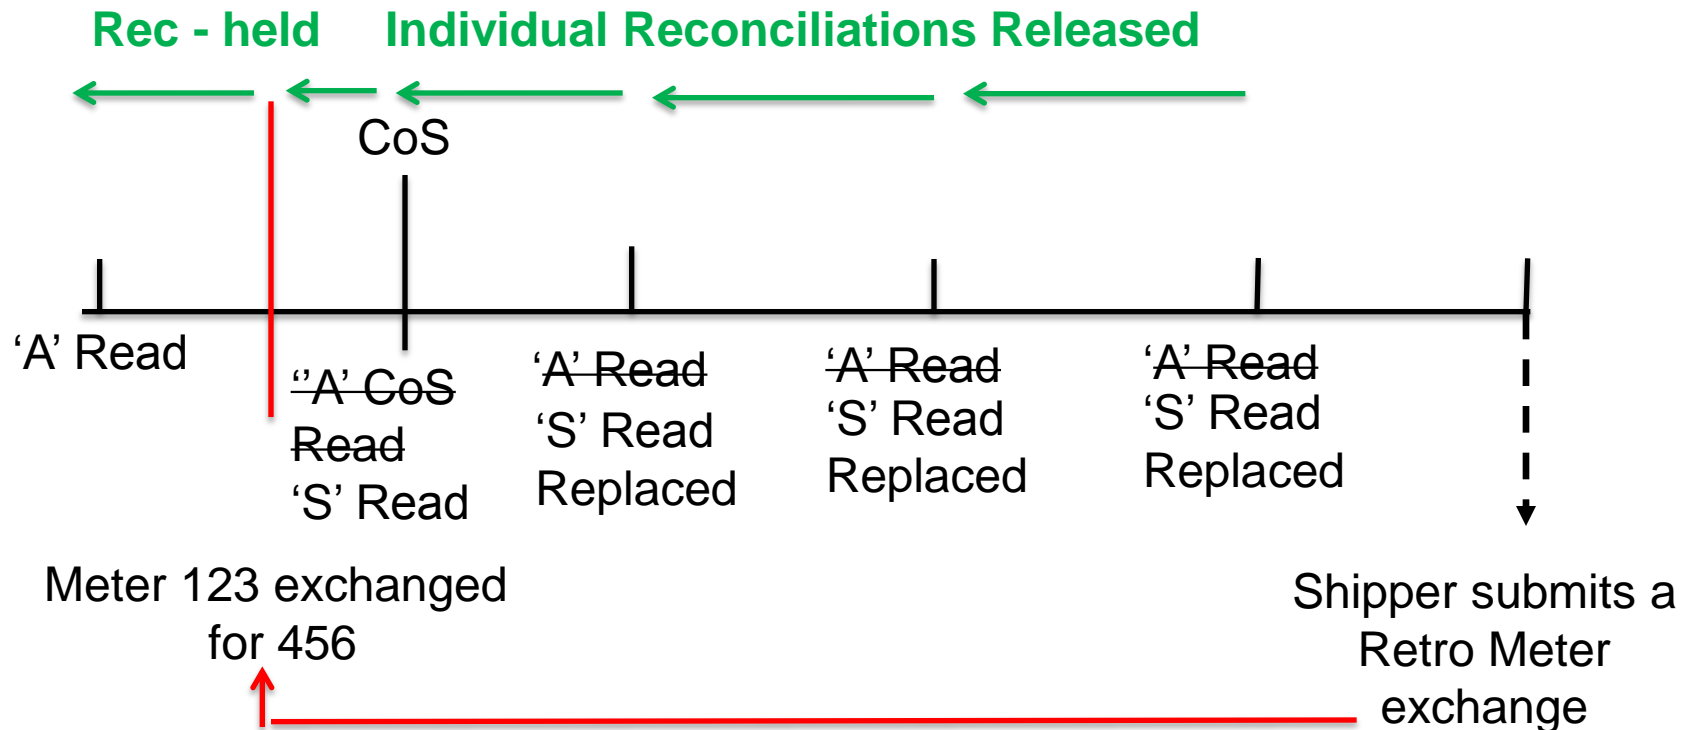 Rec - held
Individual Reconciliations Released
CoS
‘A’ Read
‘’A’ CoS
Read
‘S’ Read
‘A’ Read
‘S’ Read
Replaced
‘A’ Read
‘S’ Read
Replaced
‘A’ Read
‘S’ Read
Replaced
Meter 123 exchanged
for 456
Shipper submits a
Retro Meter
exchange